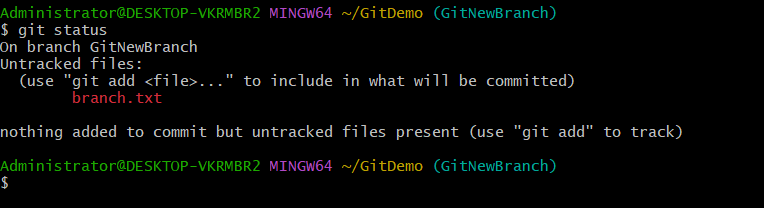 Administrator@DESKTOP-VKRMBR2 MINGW64 ~/GitDemo (GitNewBranch)
$ git status
On branch GitNewBranch
Untracked files:
  (use "git add <file>..." to include in what will be committed)
        branch.txt

nothing added to commit but untracked files present (use "git add" to track)

Administrator@DESKTOP-VKRMBR2 MINGW64 ~/GitDemo (GitNewBranch)
$